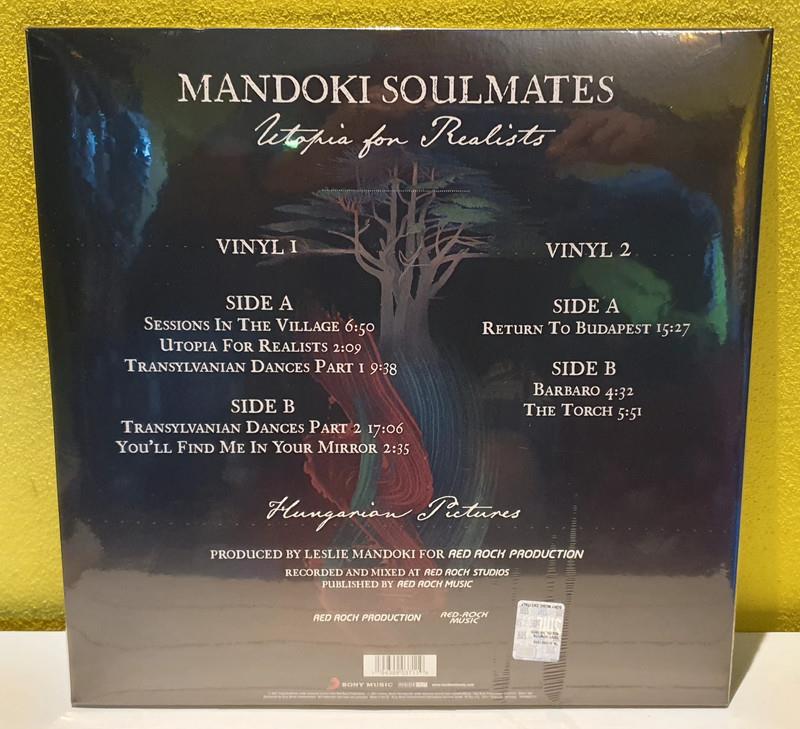 MANDOKI SOULMATES
Utopia for Realists
VINYL 1
SIDE A
SESSIONS IN THE VILLAGE 6:50
UTOPIA FOR REALISTS 2:09
TRANSYLVANIAN DANCES PART 1 9:38
SIDE B
TRANSYLVANIAN DANCES PART 2 17:06
YOU'LL FIND ME IN YOUR MIRROR 2:35
VINYL 2
SIDE A
RETURN TO BUDAPEST 15:27
SIDE B
BARBARO 4:32
THE TORCH 5:51
Hungarian Pictures
PRODUCED BY LESLIE MANDOKI FOR RED ROCK PRODUCTION
RECORDED AND MIXED AT RED ROCK STUDIOS
PUBLISHED BY RED ROCK MUSIC
RED ROCK PRODUCTION
RED-ROCK
MUSIC
SONY MUSIC